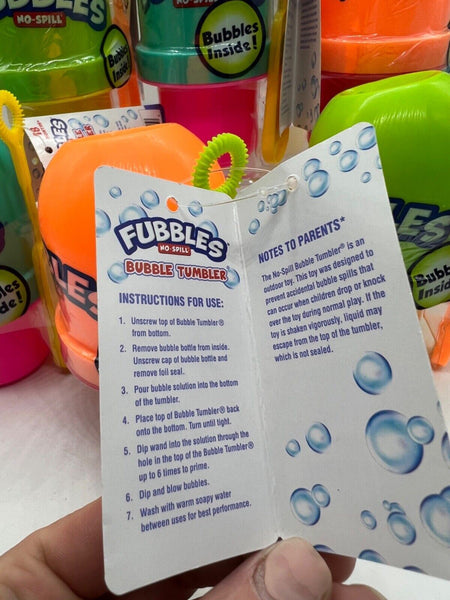 FUBBLES
NO-SPILL
Bubbles
Inside!
FUBBLES
NO-SPILL
BUBBLE TUMBLER
INSTRUCTIONS FOR USE:
1. Unscrew top of Bubble Tumbler®
from bottom.
2. Remove bubble bottle from inside.
Unscrew cap of bubble bottle and
remove foil seal.
3. Pour bubble solution into the bottom
of the tumbler.
4. Place top of Bubble Tumbler® back
onto the bottom. Turn until tight.
5. Dip wand into the solution through the
hole in the top of the Bubble Tumbler®
up to 6 times to prime.
6. Dip and blow bubbles.
7. Wash with warm soapy water
between uses for best performance.
NOTES TO PARENTS*
The No-Spill Bubble Tumbler® is an
outdoor toy. This toy was designed to
prevent accidental bubble spills that
can occur when children drop or knock
over the toy during normal play. If the
toy is shaken vigorously, liquid may
escape from the top of the tumbler,
which is not sealed.
Bubbles
Inside!